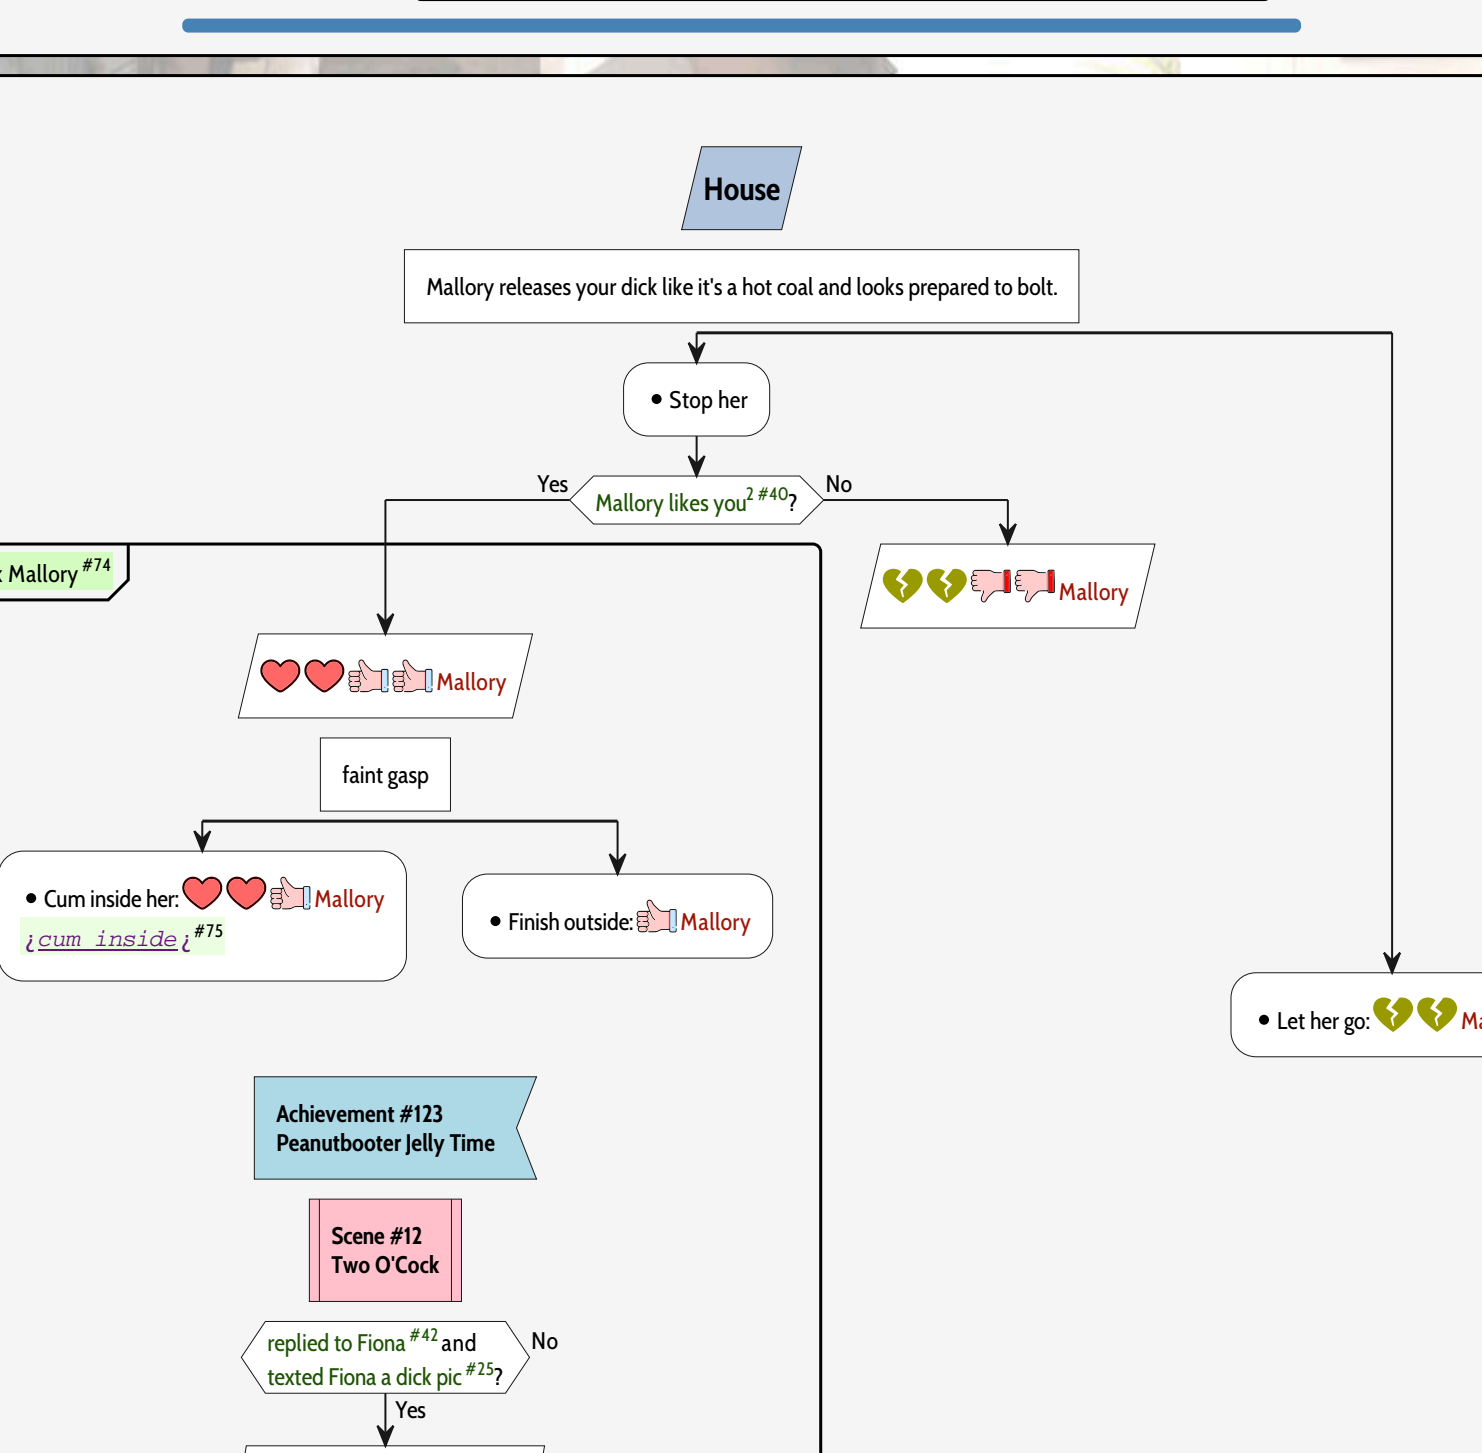 House
Mallory releases your dick like it's a hot coal and looks prepared to bolt.
• Stop her
Yes
Mallory likes you2 #40?
No
Mallory #74
Mallory
Mallory
faint gasp
• Cum inside her: Mallory
¿cum inside¿#75
• Finish outside: Mallory
• Let her go:
Achievement #123
Peanutbooter Jelly Time
Scene #12
Two O'Cock
replied to Fiona #42 and
texted Fiona a dick pic #25?
No
Yes